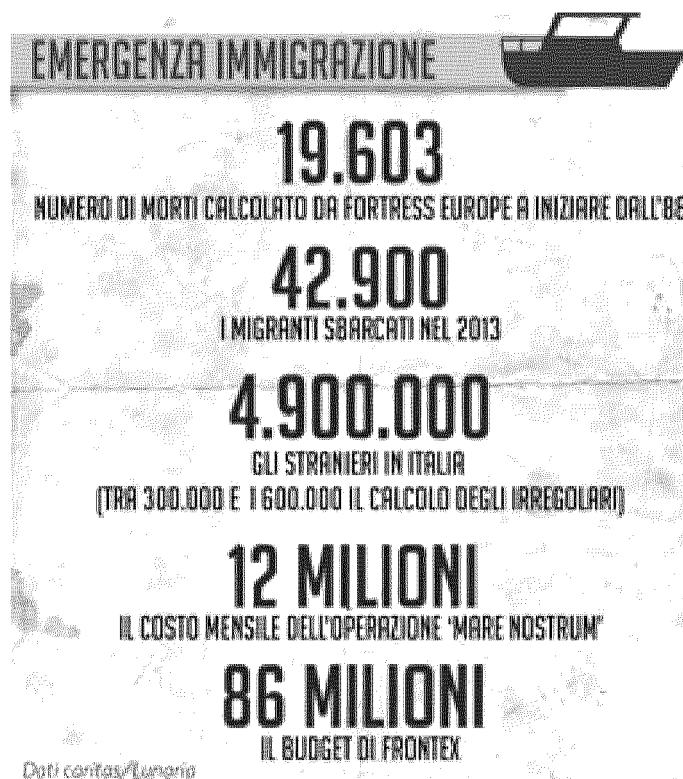 EMERGENZA IMMIGRAZIONE
19.603
NUMERO DI MORTI CALCOLATO DA FORTRESS EUROPE A INIZIARE DALL'88
42.900
I MIGRANTI SBARCATI NEL 2013
4.900.000
GLI STRANIERI IN ITALIA
(TRA 300.000 E I 600.000 IL CALCOLO DEGLI IRREGOLARI)
12 MILIONI
IL COSTO MENSILE DELL'OPERAZIONE "MARE NOSTRUM"
86 MILIONI
IL BUDGET DI FRONTEX
Dati caritas/Lunaria